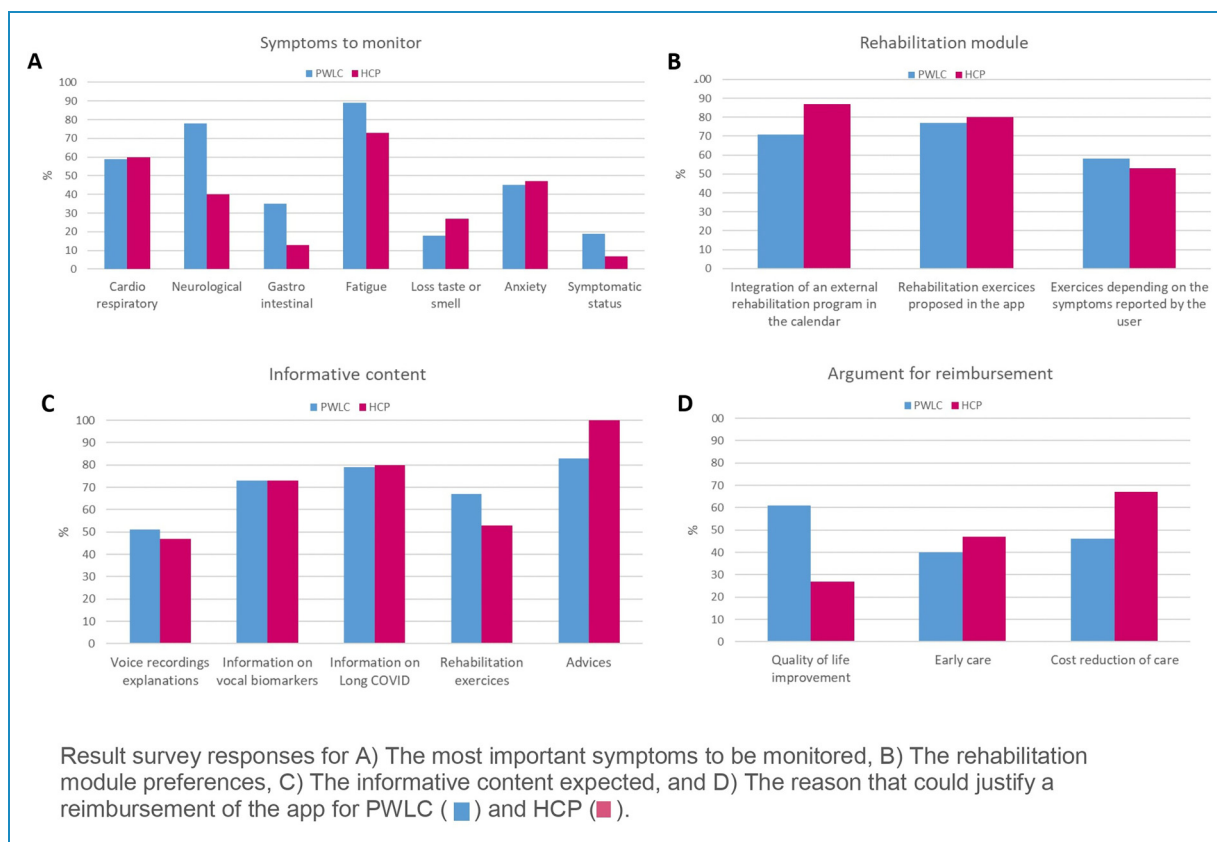 Symptoms to monitor
A
PWLC HCP
100
90
80
70
60
50
40
30
20
10
0
%
Cardio respiratory
Neurological
Gastro intestinal
Fatigue
Loss taste or smell
Anxiety
Symptomatic status
Rehabilitation module
B
PWLC HCP
.00
90
80
70
60
50
40
30
20
10
0
%
Integration of an external rehabilitation program in the calendar
Rehabilitation exercises proposed in the app
Exercices depending on the symptoms reported by the user
Informative content
C
PWLC HCP
100
90
80
70
60
50
40
30
20
10
0
%
Voice recordings explanations
Information on vocal biomarkers
Information on Long COVID
Rehabilitation exercices
Advices
Argument for reimbursement
D
PWLC HCP
00
90
80
70
60
50
40
30
20
10
0
%
Quality of life improvement
Early care
Cost reduction of care
Result survey responses for A) The most important symptoms to be monitored, B) The rehabilitation
module preferences, C) The informative content expected, and D) The reason that could justify a
reimbursement of the app for PWLC ( ) and HCP ( ).